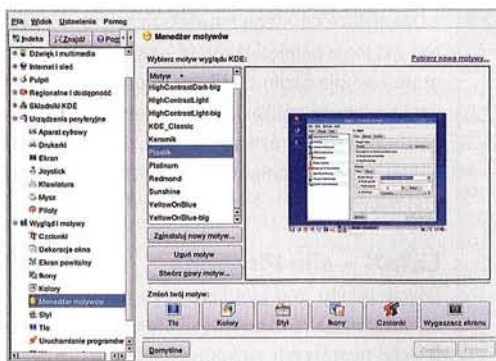 Plik Widok Ustawienia Pomoc
Indeks Znajdź
Dźwięk i multimedia
Internet i sieć
Pulpit
Regionalne i dostępność
Składniki KDE
Urządzenia peryferyjne
Aparat cyfrowy
Drukarki
Ekran
Joystick
Klawiatura
Mysz
Piloty
Wygląd i motywy
Czcionki
Dekoracje okna
Ekran powitalny
Ikony
Kolory
Menedżer motywów
Styl
Tło
Uruchamianie programów
Menedżer motywów
Wybierz motyw wyglądu KDE:
Pobierz nowe motywy...
Motyw
HighContrastDark-big
HighContrastLight
HighContrastLight-big
KDE_Classic
Keramik
Plastik
Platinum
Redmond
Sunshine
YellowOnBlue
YellowOnBlue-big
Zainstaluj nowy motyw...
Usuń motyw
Stwórz nowy motyw...
Zmień twój motyw:
Tło
Kolory
Styl
Ikony
Czcionki
Wygaszacz ekranu
Domyślne